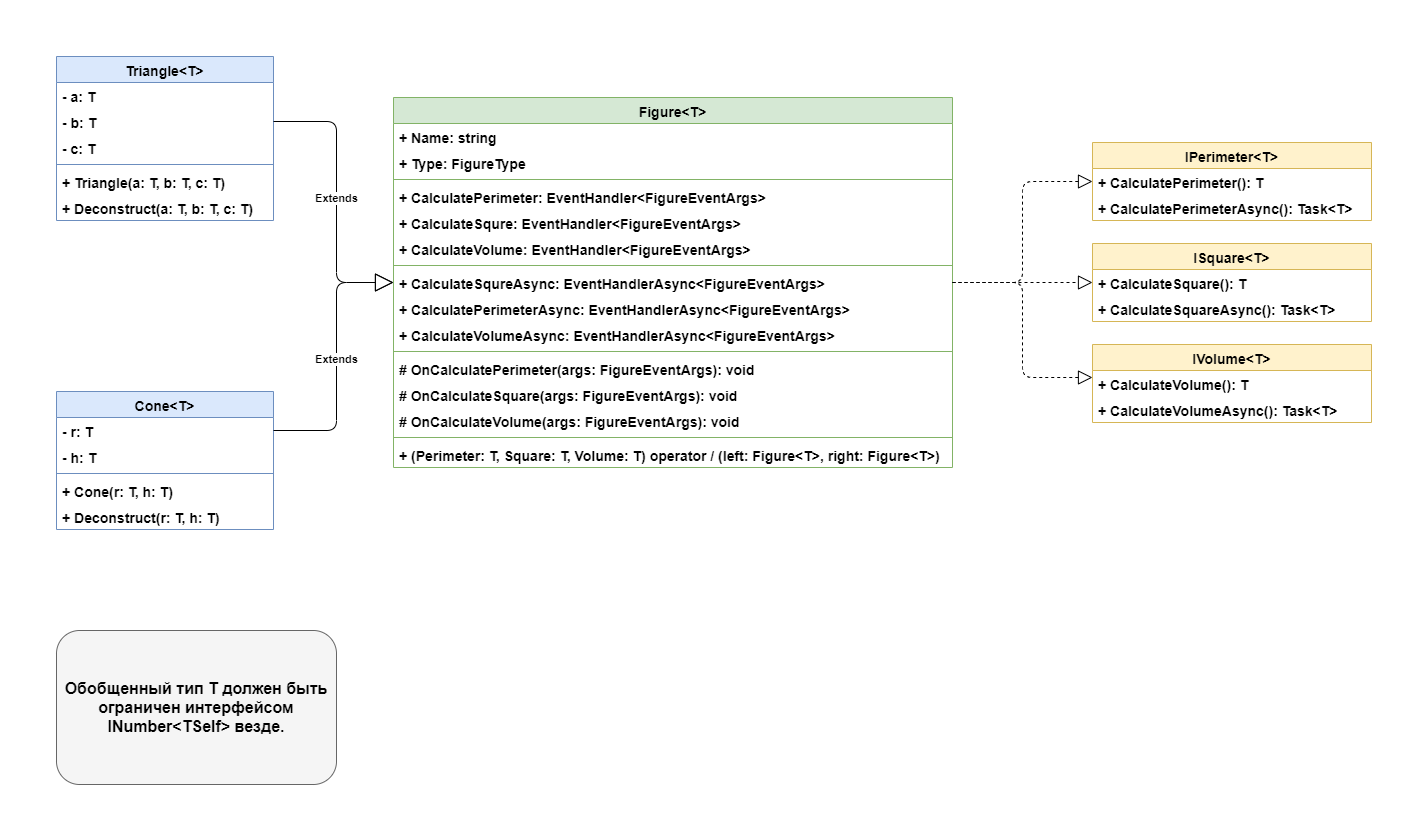 Triangle<T>
- a: T
- b: T
- c: T
+ Triangle(a: T, b: T, c: T)
+ Deconstruct(a: T, b: T, c: T)
Extends
Extends
Cone<T>
- r: T
- h: T
+ Cone(r: T, h: T)
+ Deconstruct(r: T, h: T)
Figure<T>
+ Name: string
+ Type: FigureType
+ CalculatePerimeter: EventHandler<FigureEventArgs>
+ CalculateSqure: EventHandler<FigureEventArgs>
+ CalculateVolume: EventHandler<FigureEventArgs>
+ CalculateSqureAsync: EventHandlerAsync<FigureEventArgs>
+ CalculatePerimeterAsync: EventHandlerAsync<FigureEventArgs>
+ CalculateVolumeAsync: EventHandlerAsync<FigureEventArgs>
# OnCalculatePerimeter(args: FigureEventArgs): void
# OnCalculateSquare(args: FigureEventArgs): void
# OnCalculateVolume(args: FigureEventArgs): void
+ (Perimeter: T, Square: T, Volume: T) operator / (left: Figure<T>, right: Figure<T>)
IPerimeter<T>
+ CalculatePerimeter(): T
+ CalculatePerimeterAsync(): Task<T>
ISquare<T>
+ CalculateSquare(): T
+ CalculateSquareAsync(): Task<T>
IVolume<T>
+ CalculateVolume(): T
+ CalculateVolumeAsync(): Task<T>
Обобщенный тип T должен быть
ограничен интерфейсом
INumber<TSelf> везде.